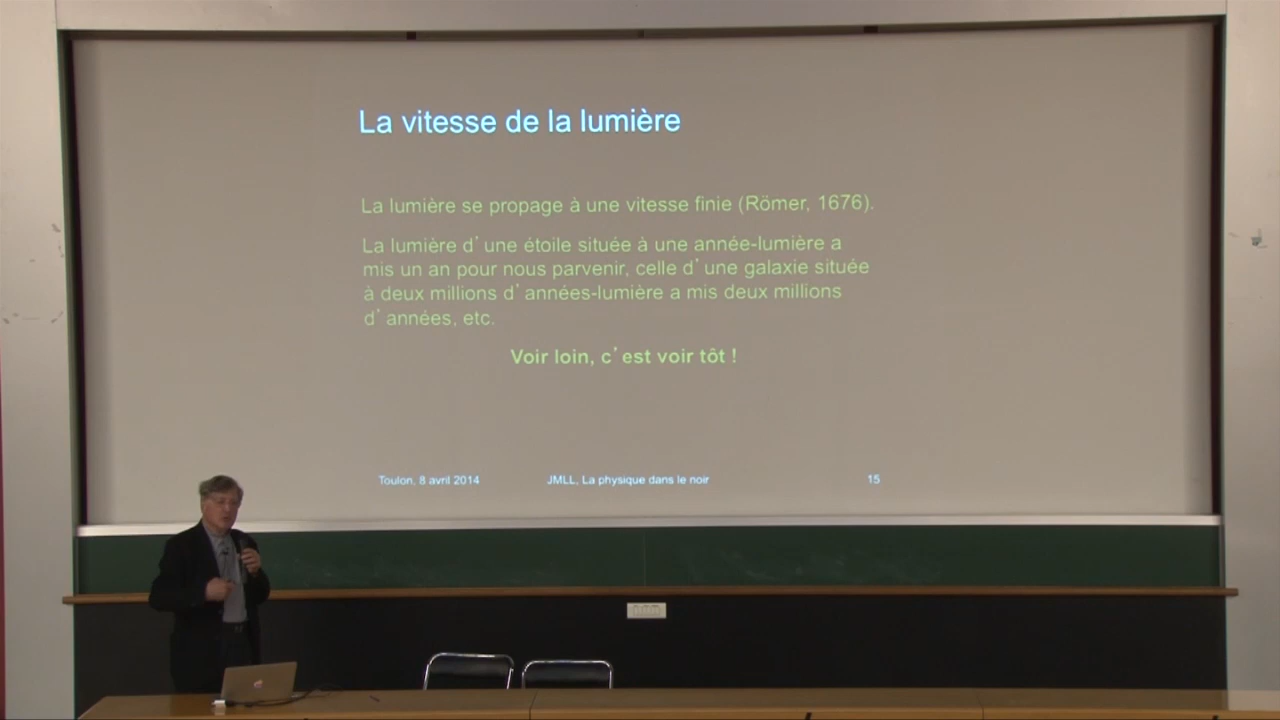 La vitesse de la lumière
La lumière se propage à une vitesse finie (Römer, 1676).
La lumière d’une étoile située à une année-lumière a
mis un an pour nous parvenir, celle d’une galaxie située
à deux millions d’années-lumière a mis deux millions
d’années, etc.
Voir loin, c’est voir tôt !
Toulon, 8 avril 2014
JMLL, La physique dans le noir
15